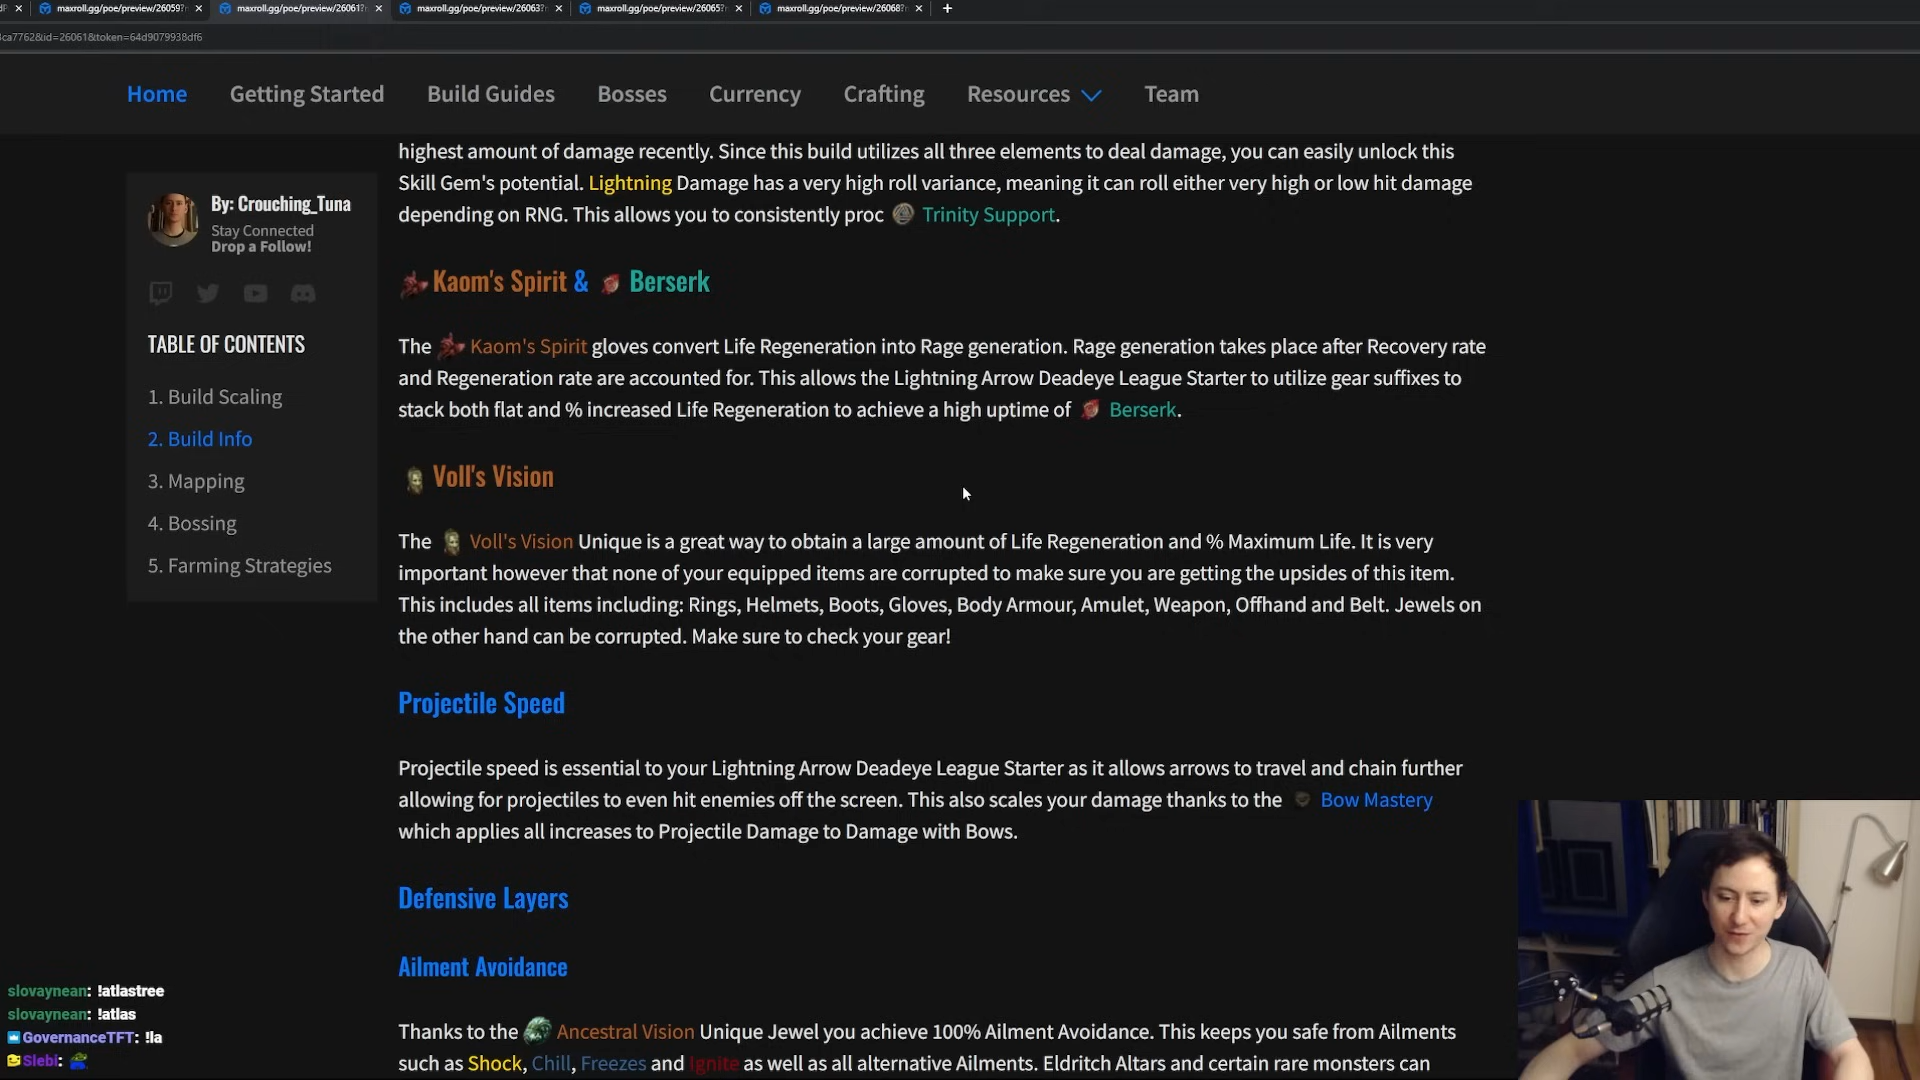 maxroll.gg/poe/preview/26059?
maxroll.gg/poe/preview/26061?
maxroll.gg/poe/preview/26063?
maxroll.gg/poe/preview/26065?
maxroll.gg/poe/preview/26068?
ca7762&id=26061&token=64d9079938df6
Home Getting Started Build Guides Bosses Currency Crafting Resources Team
By: Crouching_Tuna
Stay Connected
Drop a Follow!
TABLE OF CONTENTS
1. Build Scaling
2. Build Info
3. Mapping
4. Bossing
5. Farming Strategies
highest amount of damage recently. Since this build utilizes all three elements to deal damage, you can easily unlock this
Skill Gem's potential. Lightning Damage has a very high roll variance, meaning it can roll either very high or low hit damage
depending on RNG. This allows you to consistently proc Trinity Support.
Kaom's Spirit & Berserk
The Kaom's Spirit gloves convert Life Regeneration into Rage generation. Rage generation takes place after Recovery rate
and Regeneration rate are accounted for. This allows the Lightning Arrow Deadeye League Starter to utilize gear suffixes to
stack both flat and % increased Life Regeneration to achieve a high uptime of Berserk.
Voll's Vision
The Voll's Vision Unique is a great way to obtain a large amount of Life Regeneration and % Maximum Life. It is very
important however that none of your equipped items are corrupted to make sure you are getting the upsides of this item.
This includes all items including: Rings, Helmets, Boots, Gloves, Body Armour, Amulet, Weapon, Offhand and Belt. Jewels on
the other hand can be corrupted. Make sure to check your gear!
Projectile Speed
Projectile speed is essential to your Lightning Arrow Deadeye League Starter as it allows arrows to travel and chain further
allowing for projectiles to even hit enemies off the screen. This also scales your damage thanks to the Bow Mastery
which applies all increases to Projectile Damage to Damage with Bows.
Defensive Layers
Ailment Avoidance
Thanks to the Ancestral Vision Unique Jewel you achieve 100% Ailment Avoidance. This keeps you safe from Ailments
such as Shock, Chill, Freezes and Ignite as well as all alternative Ailments. Eldritch Altars and certain rare monsters can
slovaynean: !atlastree
slovaynean: !atlas
GovernanceTFT: !la
Slebi: